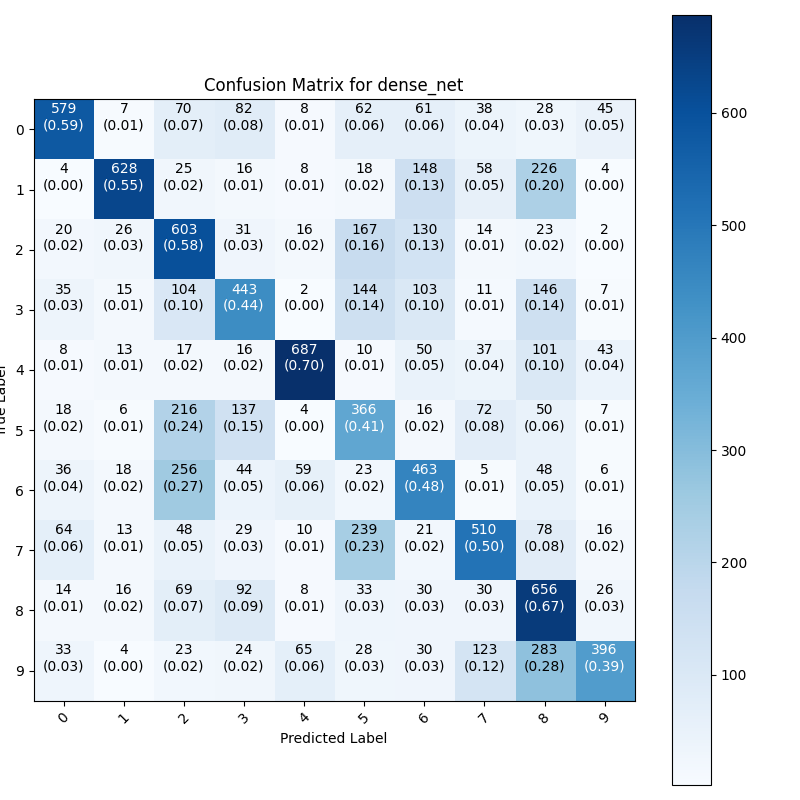 Confusion Matrix for dense_net
579 7 70 82 8 62 61 38 28 45
(0.59) (0.01) (0.07) (0.08) (0.01) (0.06) (0.06) (0.04) (0.03) (0.05)
0
4 628 25 16 8 18 148 58 226 4
(0.00) (0.55) (0.02) (0.01) (0.01) (0.02) (0.13) (0.05) (0.20) (0.00)
1
20 26 603 31 16 167 130 14 23 2
(0.02) (0.03) (0.58) (0.03) (0.02) (0.16) (0.13) (0.01) (0.02) (0.00)
2
35 15 104 443 2 144 103 11 146 7
(0.03) (0.01) (0.10) (0.44) (0.00) (0.14) (0.10) (0.01) (0.14) (0.01)
3
8 13 17 16 687 10 50 37 101 43
(0.01) (0.01) (0.02) (0.02) (0.70) (0.01) (0.05) (0.04) (0.10) (0.04)
4
18 6 216 137 4 366 16 72 50 7
(0.02) (0.01) (0.24) (0.15) (0.00) (0.41) (0.02) (0.08) (0.06) (0.01)
5
36 18 256 44 59 23 463 5 48 6
(0.04) (0.02) (0.27) (0.05) (0.06) (0.02) (0.48) (0.01) (0.05) (0.01)
6
64 13 48 29 10 239 21 510 78 16
(0.06) (0.01) (0.05) (0.03) (0.01) (0.23) (0.02) (0.50) (0.08) (0.02)
7
14 16 69 92 8 33 30 30 656 26
(0.01) (0.02) (0.07) (0.09) (0.01) (0.03) (0.03) (0.03) (0.67) (0.03)
8
33 4 23 24 65 28 30 123 283 396
(0.03) (0.00) (0.02) (0.02) (0.06) (0.03) (0.03) (0.12) (0.28) (0.39)
9
0 1 2 3 4 5 6 7 8 9
Predicted Label
True Label
600
500
400
300
200
100